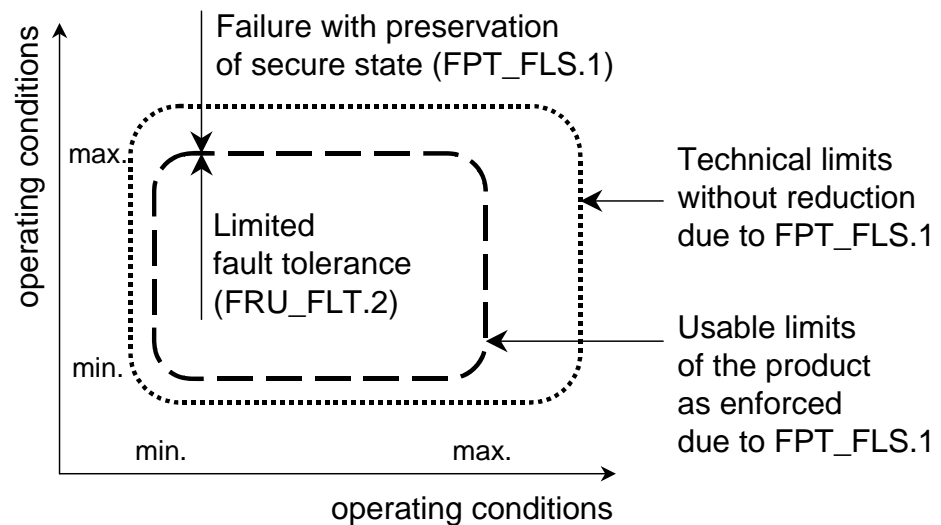 Failure with preservation
of secure state (FPT_FLS.1)
operating conditions
max.
Technical limits
without reduction
due to FPT_FLS.1
Limited
fault tolerance
(FRU_FLT.2)
Usable limits
of the product
as enforced
due to FPT_FLS.1
min.
min.
max.
operating conditions